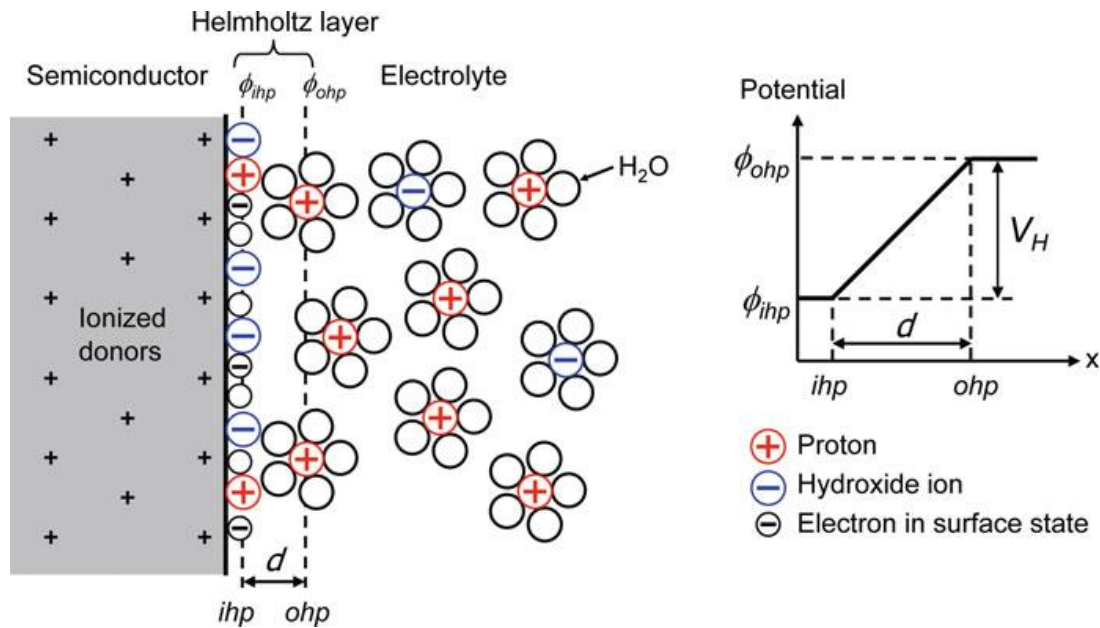 Helmholtz layer
Semiconductor
ϕihp
ϕohp
Electrolyte
H2O
Ionized
donors
d
ihp
ohp
Potential
ϕohp
VH
ϕihp
d
x
ihp
ohp
Proton
Hydroxide ion
Electron in surface state